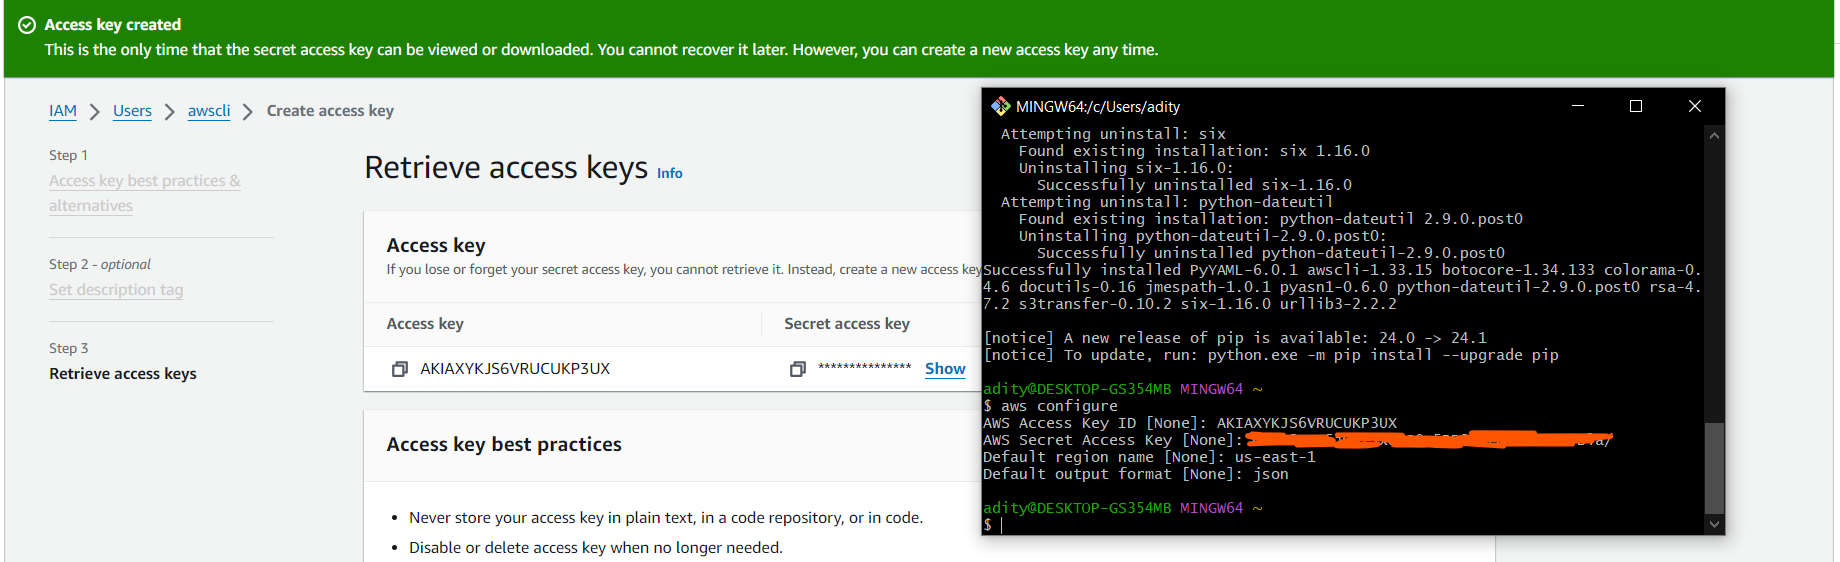 Access key created
This is the only time that the secret access key can be viewed or downloaded. You cannot recover it later. However, you can create a new access key any time.
IAM > Users > awscli > Create access key
Step 1
Access key best practices &
alternatives
Step 2 - optional
Set description tag
Step 3
Retrieve access keys
Retrieve access keys Info
Access key
If you lose or forget your secret access key, you cannot retrieve it. Instead, create a new access key
Access key Secret access key
AKIAXYKJS6VRUCUKP3UX *************** Show
Access key best practices
• Never store your access key in plain text, in a code repository, or in code.
• Disable or delete access key when no longer needed.
MINGW64:/c/Users/adity
Attempting uninstall: six
Found existing installation: six 1.16.0
Uninstalling six-1.16.0:
Successfully uninstalled six-1.16.0
Attempting uninstall: python-dateutil
Found existing installation: python-dateutil 2.9.0.post0
Uninstalling python-dateutil-2.9.0.post0:
Successfully uninstalled python-dateutil-2.9.0.post0
Successfully installed PyYAML-6.0.1 awscli-1.33.15 botocore-1.34.133 colorama-0.
4.6 docutils-0.16 jmespath-1.0.1 pyasn1-0.6.0 python-dateutil-2.9.0.post0 rsa-4.
7.2 s3transfer-0.10.2 six-1.16.0 urllib3-2.2.2
[notice] A new release of pip is available: 24.0 -> 24.1
[notice] To update, run: python.exe -m pip install --upgrade pip
adity@DESKTOP-GS354MB MINGW64 ~
$ aws configure
AWS Access Key ID [None]: AKIAXYKJS6VRUCUKP3UX
AWS Secret Access Key [None]:
Default region name [None]: us-east-1
Default output format [None]: json
adity@DESKTOP-GS354MB MINGW64 ~
$